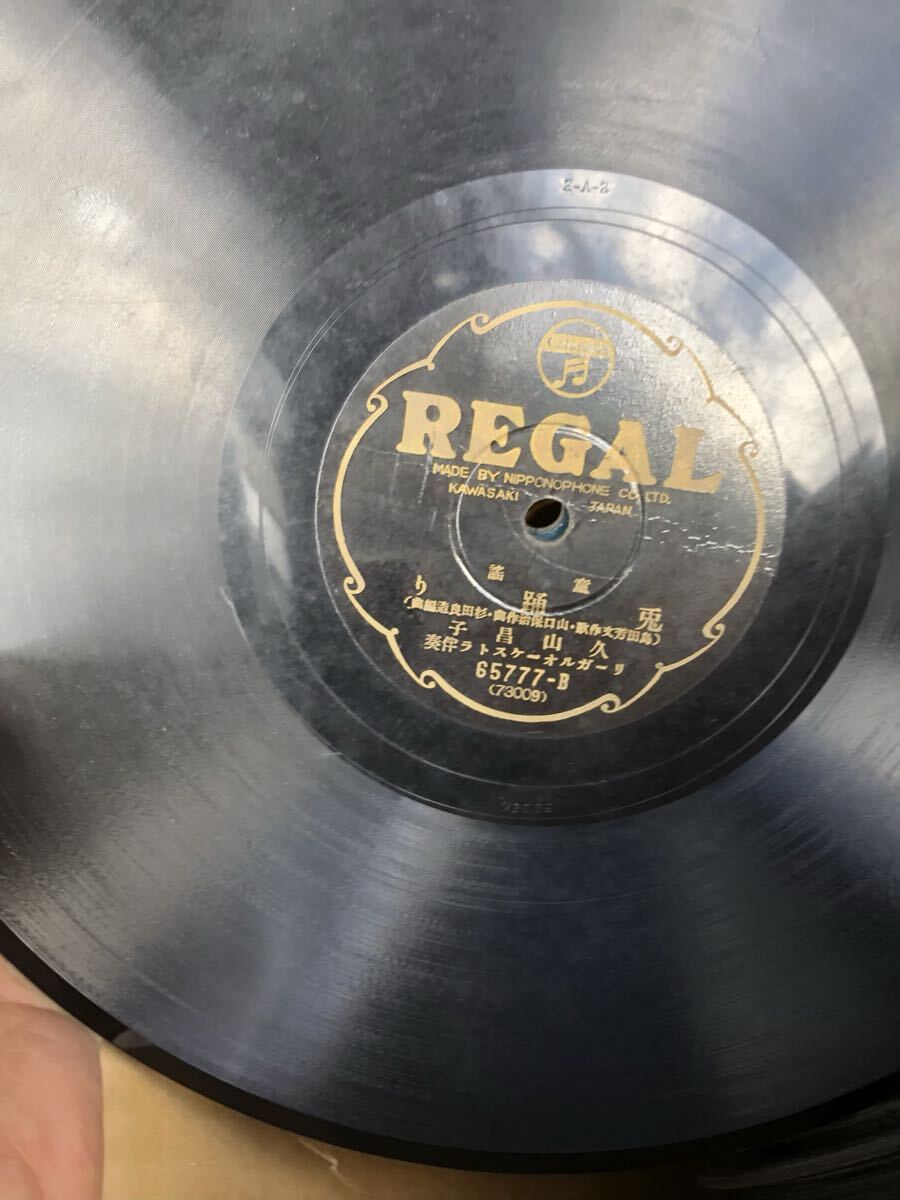 2-A-2
REGAL
MADE BY NIPPONOPHONE CO. LTD.
KAWASAKI JAPAN
童謠
兎踊り
(島田芳文作歌・山口保治作曲・杉田良造編曲)
久山昌子
リーガルオーケストラ伴奏
65777-B
(73009)